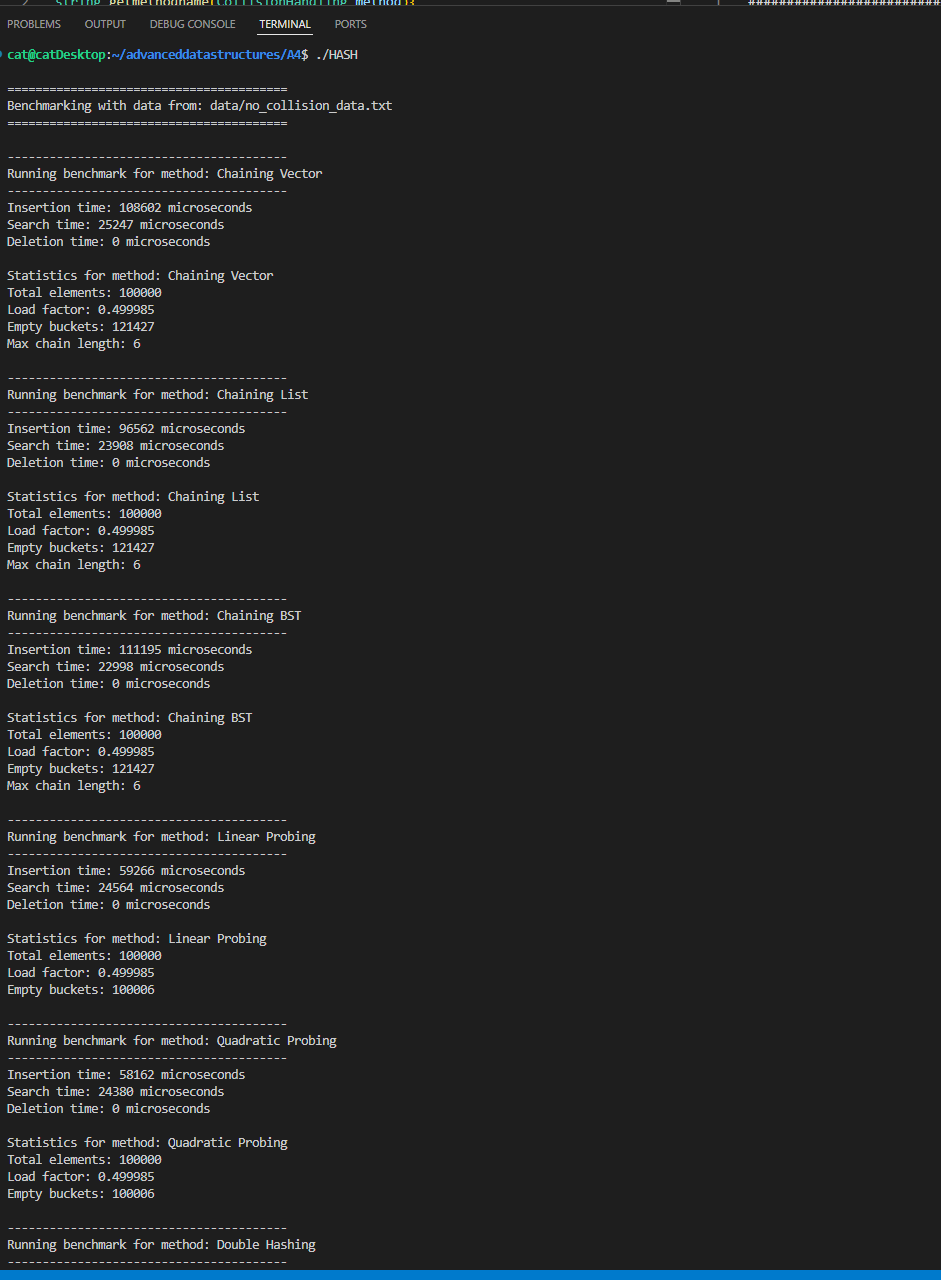 string getMethodName(CollisionHandling method);
PROBLEMS OUTPUT DEBUG CONSOLE TERMINAL PORTS
cat@catDesktop:~/advanceddatastructures/A4$ ./HASH
========================================
Benchmarking with data from: data/no_collision_data.txt
========================================
----------------------------------------
Running benchmark for method: Chaining Vector
----------------------------------------
Insertion time: 108602 microseconds
Search time: 25247 microseconds
Deletion time: 0 microseconds
Statistics for method: Chaining Vector
Total elements: 100000
Load factor: 0.499985
Empty buckets: 121427
Max chain length: 6
----------------------------------------
Running benchmark for method: Chaining List
----------------------------------------
Insertion time: 96562 microseconds
Search time: 23908 microseconds
Deletion time: 0 microseconds
Statistics for method: Chaining List
Total elements: 100000
Load factor: 0.499985
Empty buckets: 121427
Max chain length: 6
----------------------------------------
Running benchmark for method: Chaining BST
----------------------------------------
Insertion time: 111195 microseconds
Search time: 22998 microseconds
Deletion time: 0 microseconds
Statistics for method: Chaining BST
Total elements: 100000
Load factor: 0.499985
Empty buckets: 121427
Max chain length: 6
----------------------------------------
Running benchmark for method: Linear Probing
----------------------------------------
Insertion time: 59266 microseconds
Search time: 24564 microseconds
Deletion time: 0 microseconds
Statistics for method: Linear Probing
Total elements: 100000
Load factor: 0.499985
Empty buckets: 100006
----------------------------------------
Running benchmark for method: Quadratic Probing
----------------------------------------
Insertion time: 58162 microseconds
Search time: 24380 microseconds
Deletion time: 0 microseconds
Statistics for method: Quadratic Probing
Total elements: 100000
Load factor: 0.499985
Empty buckets: 100006
----------------------------------------
Running benchmark for method: Double Hashing
----------------------------------------